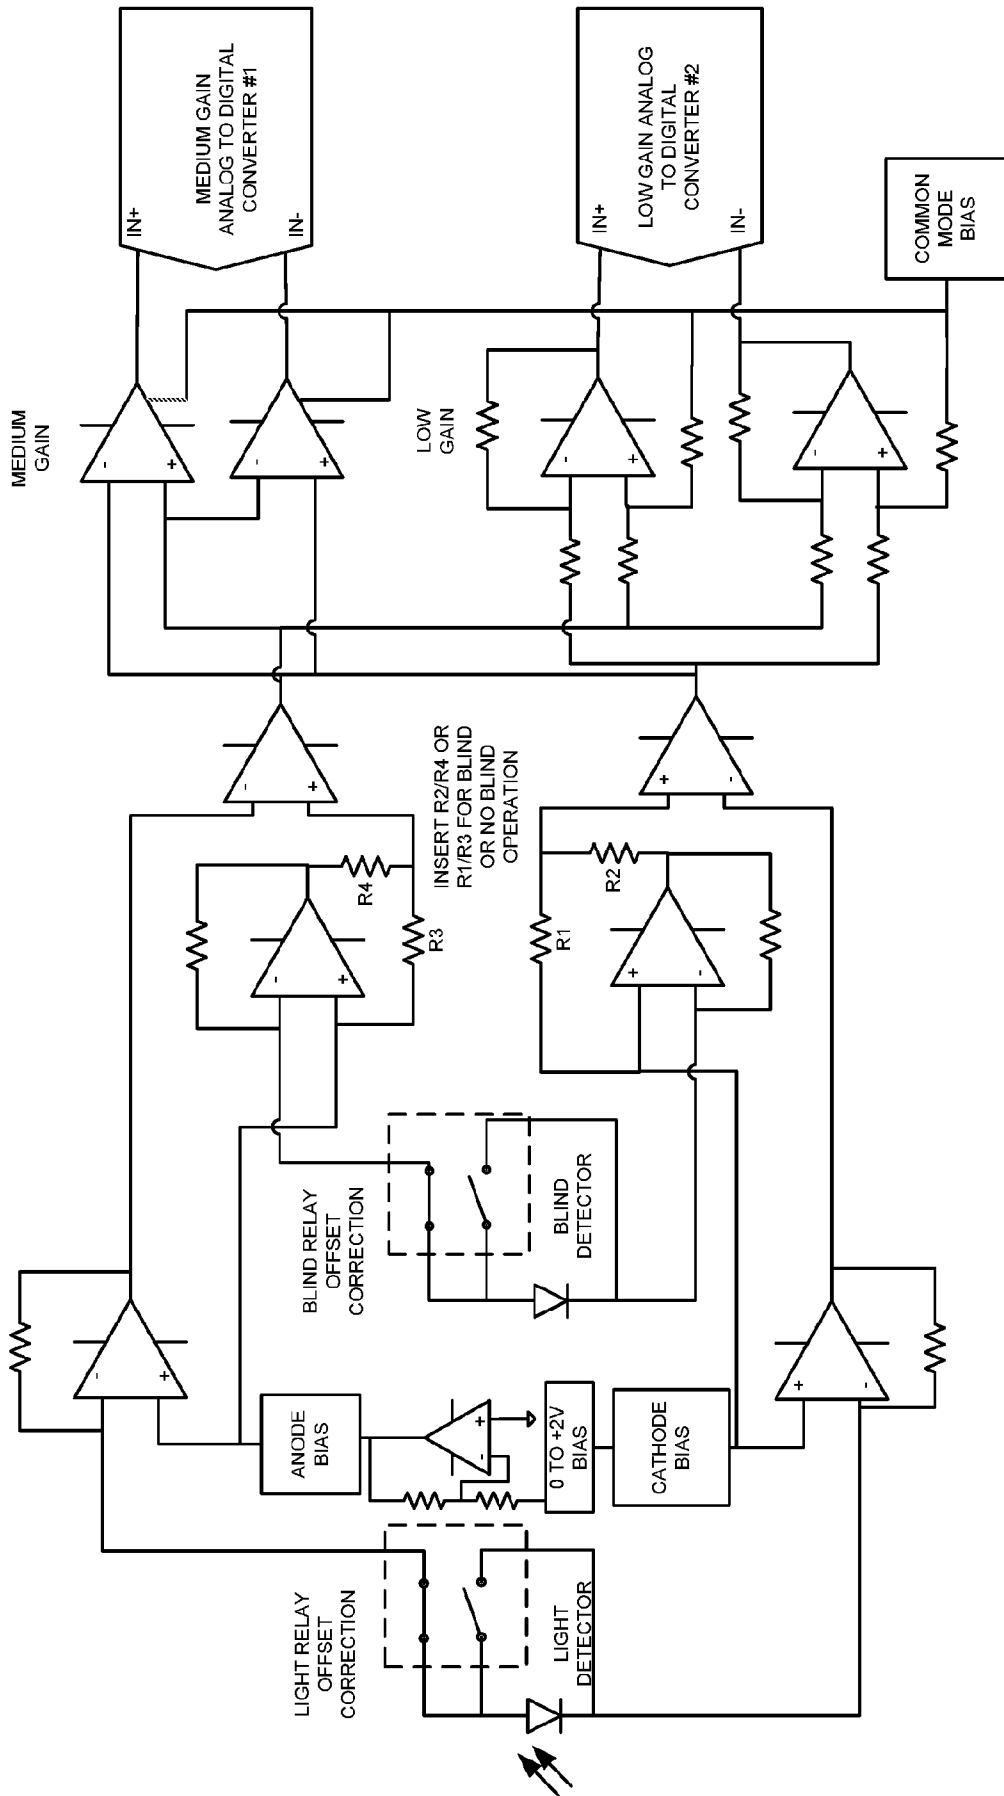 MEDIUM GAIN
ANALOG TO DIGITAL
CONVERTER #1
IN+
IN-
LOW GAIN ANALOG
TO DIGITAL
CONVERTER #2
IN+
IN-
COMMON
MODE
BIAS
MEDIUM
GAIN
-
+
-
+
LOW
GAIN
-
+
-
+
-
+
INSERT R2/R4 OR
R1/R3 FOR BLIND
OR NO BLIND
OPERATION
+
-
R4
R3
-
+
R2
R1
+
-
BLIND RELAY
OFFSET
CORRECTION
BLIND
DETECTOR
-
+
ANODE
BIAS
-
+
0 TO +2V
BIAS
CATHODE
BIAS
+
-
LIGHT RELAY
OFFSET
CORRECTION
LIGHT
DETECTOR